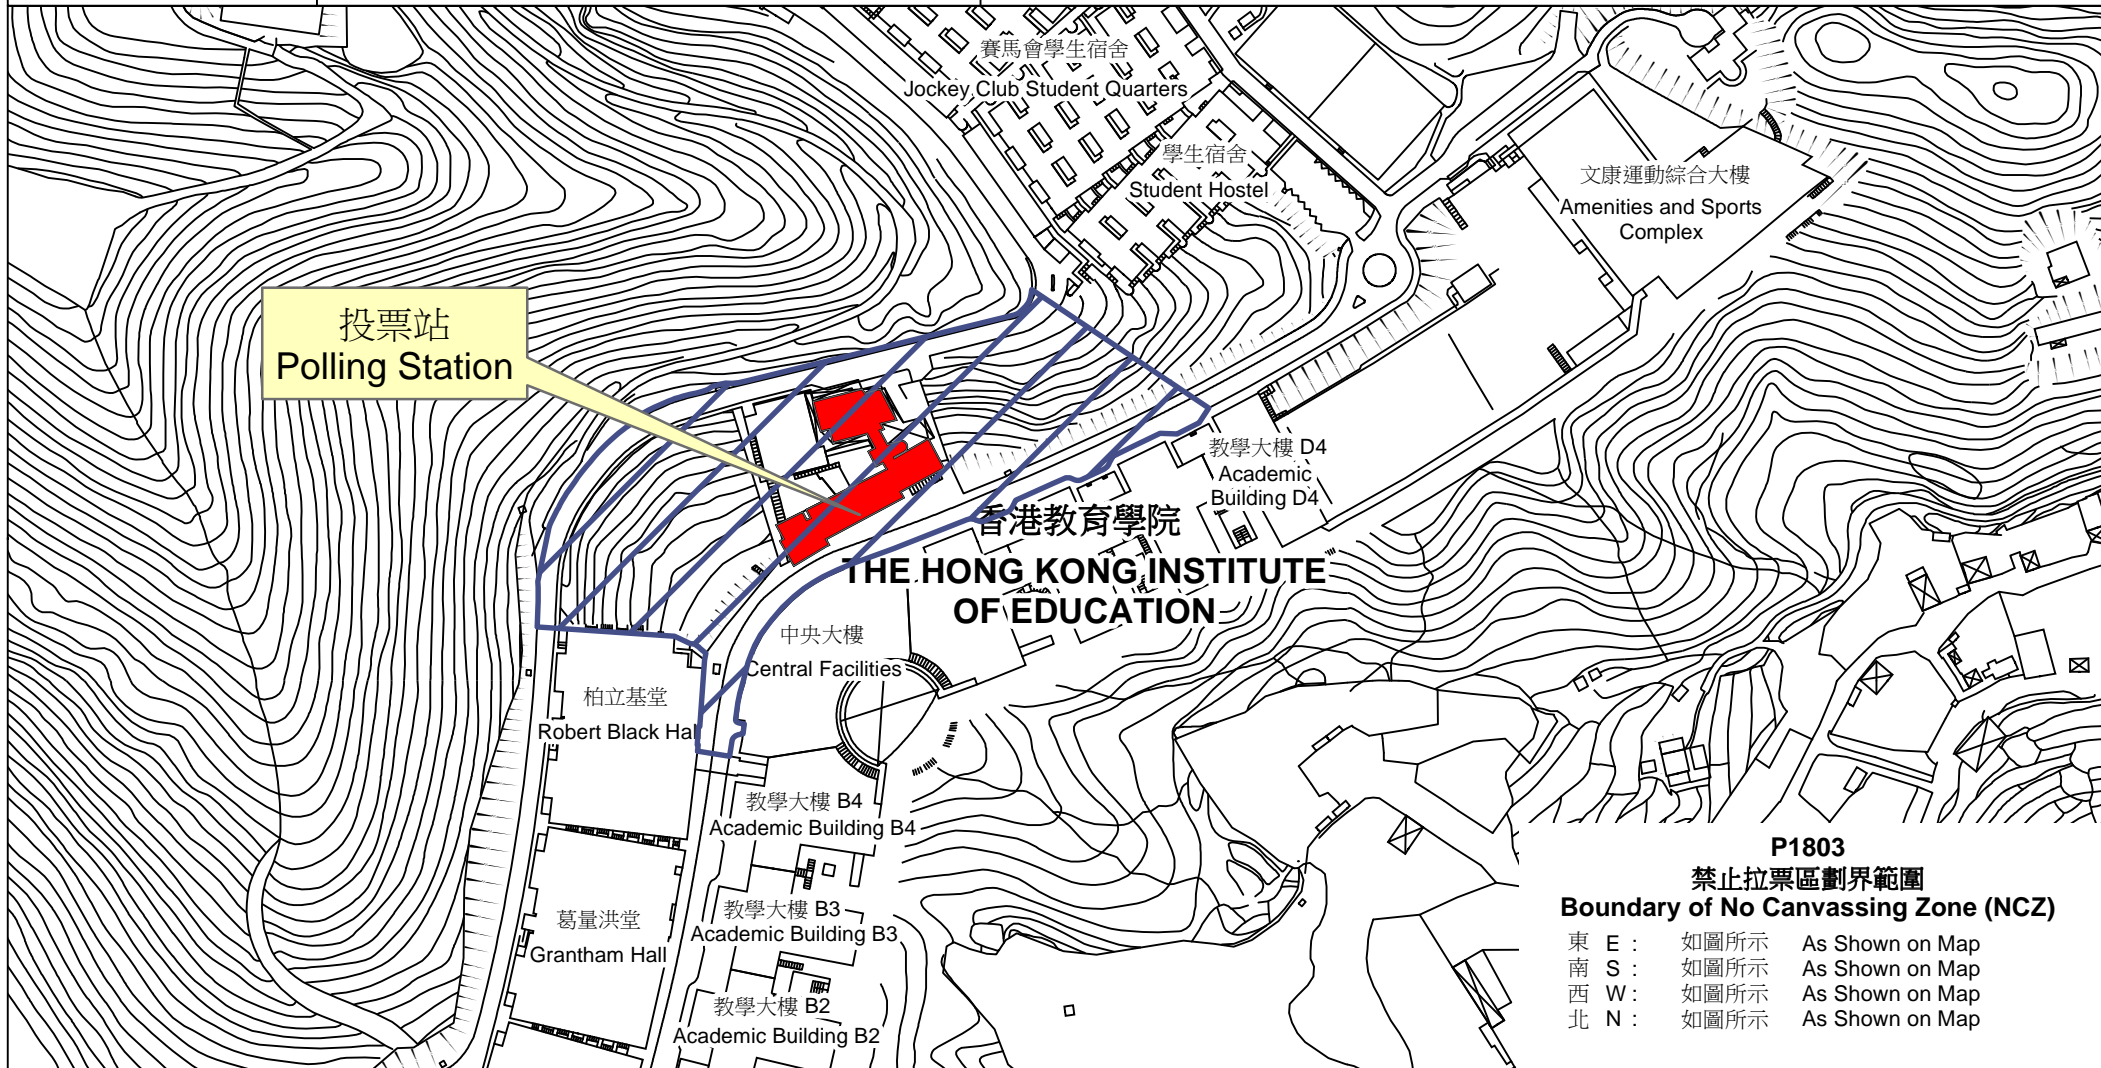 賽馬會學生宿舍
Jockey Club Student Quarters
學生宿舍
Student Hostel
文康運動綜合大樓
Amenities and Sports
Complex
投票站
Polling Station
教學大樓 D4
Academic
Building D4
香港教育學院
THE HONG KONG INSTITUTE
OF EDUCATION
中央大樓
Central Facilities
柏立基堂
Robert Black Hall
教學大樓 B4
Academic Building B4
教學大樓 B3
Academic Building B3
葛量洪堂
Grantham Hall
教學大樓 B2
Academic Building B2
P1803
禁止拉票區劃界範圍
Boundary of No Canvassing Zone (NCZ)
東 E : 如圖所示 As Shown on Map
南 S : 如圖所示 As Shown on Map
西 W : 如圖所示 As Shown on Map
北 N : 如圖所示 As Shown on Map